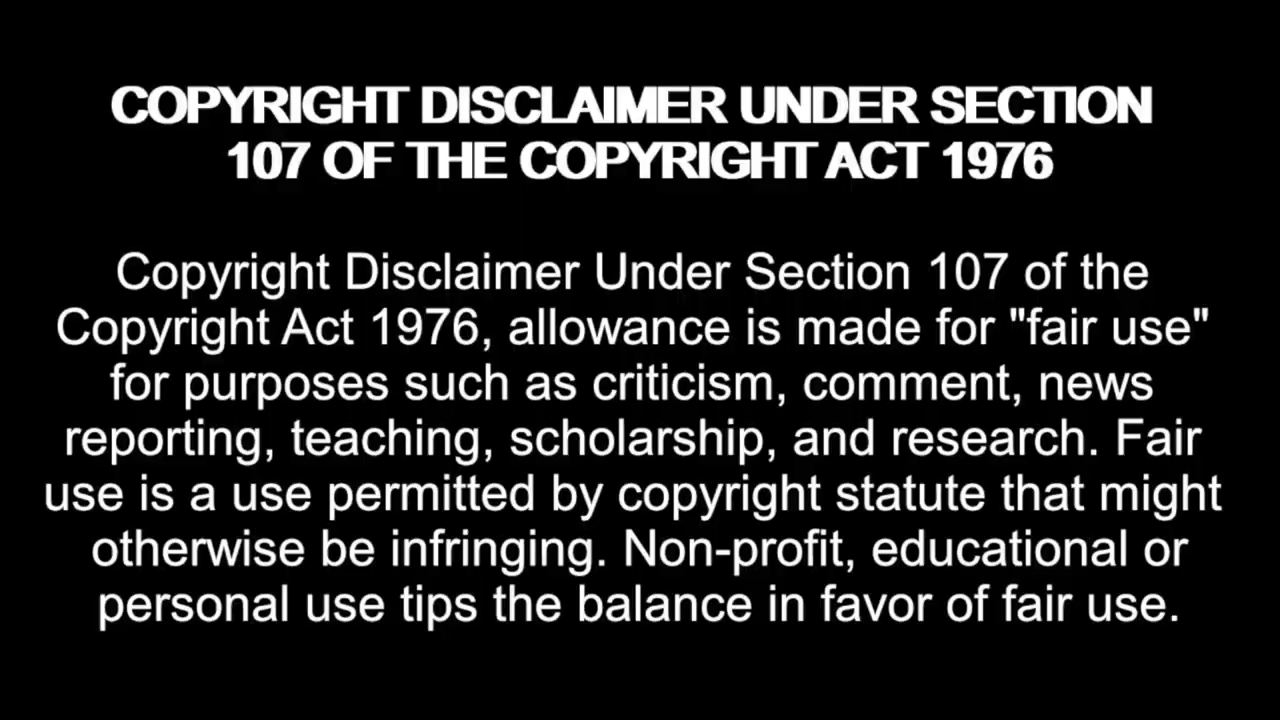 COPYRIGHT DISCLAIMER UNDER SECTION
107 OF THE COPYRIGHT ACT 1976
Copyright Disclaimer Under Section 107 of the
Copyright Act 1976, allowance is made for "fair use"
for purposes such as criticism, comment, news
reporting, teaching, scholarship, and research. Fair
use is a use permitted by copyright statute that might
otherwise be infringing. Non-profit, educational or
personal use tips the balance in favor of fair use.